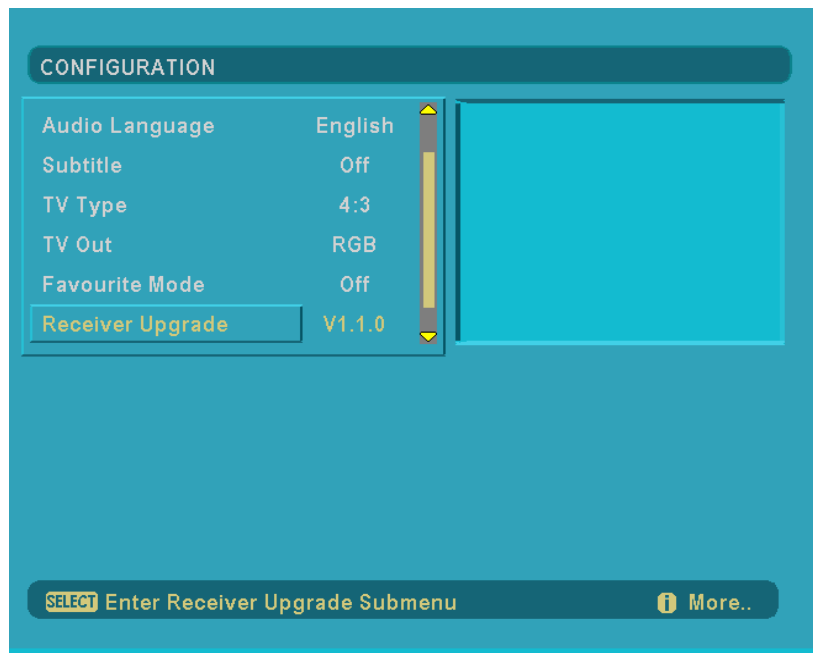 CONFIGURATION
Audio Language English
Subtitle Off
TV Type 4:3
TV Out RGB
Favourite Mode Off
Receiver Upgrade V1.1.0
SELECT Enter Receiver Upgrade Submenu i More..